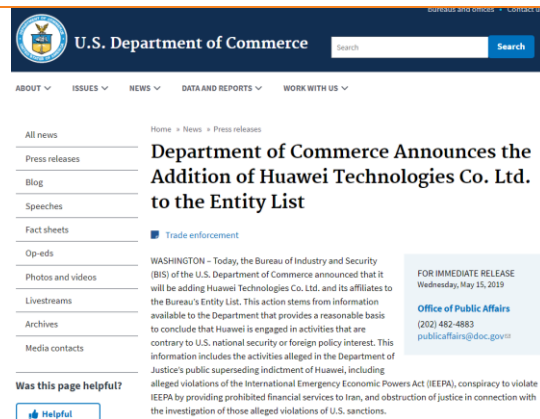 Bureaus and offices • Contact
U.S. Department of Commerce
Search
Search
ABOUT
ISSUES
NEWS
DATA AND REPORTS
WORK WITH US
All news
Press releases
Blog
Speeches
Fact sheets
Op-eds
Photos and videos
Livestreams
Archives
Media contacts
Was this page helpful?
Helpful
Home » News » Press releases
Department of Commerce Announces the
Addition of Huawei Technologies Co. Ltd.
to the Entity List
Trade enforcement
WASHINGTON – Today, the Bureau of Industry and Security
(BIS) of the U.S. Department of Commerce announced that it
will be adding Huawei Technologies Co. Ltd. and its affiliates to
the Bureau's Entity List. This action stems from information
available to the Department that provides a reasonable basis
to conclude that Huawei is engaged in activities that are
contrary to U.S. national security or foreign policy interest. This
information includes the activities alleged in the Department of
Justice's public superseding indictment of Huawei, including
alleged violations of the International Emergency Economic Powers Act (IEEPA), conspiracy to violate
IEEPA by providing prohibited financial services to Iran, and obstruction of justice in connection with
the investigation of those alleged violations of U.S. sanctions.
FOR IMMEDIATE RELEASE
Wednesday, May 15, 2019
Office of Public Affairs
(202) 482-4883
publicaffairs@doc.gov